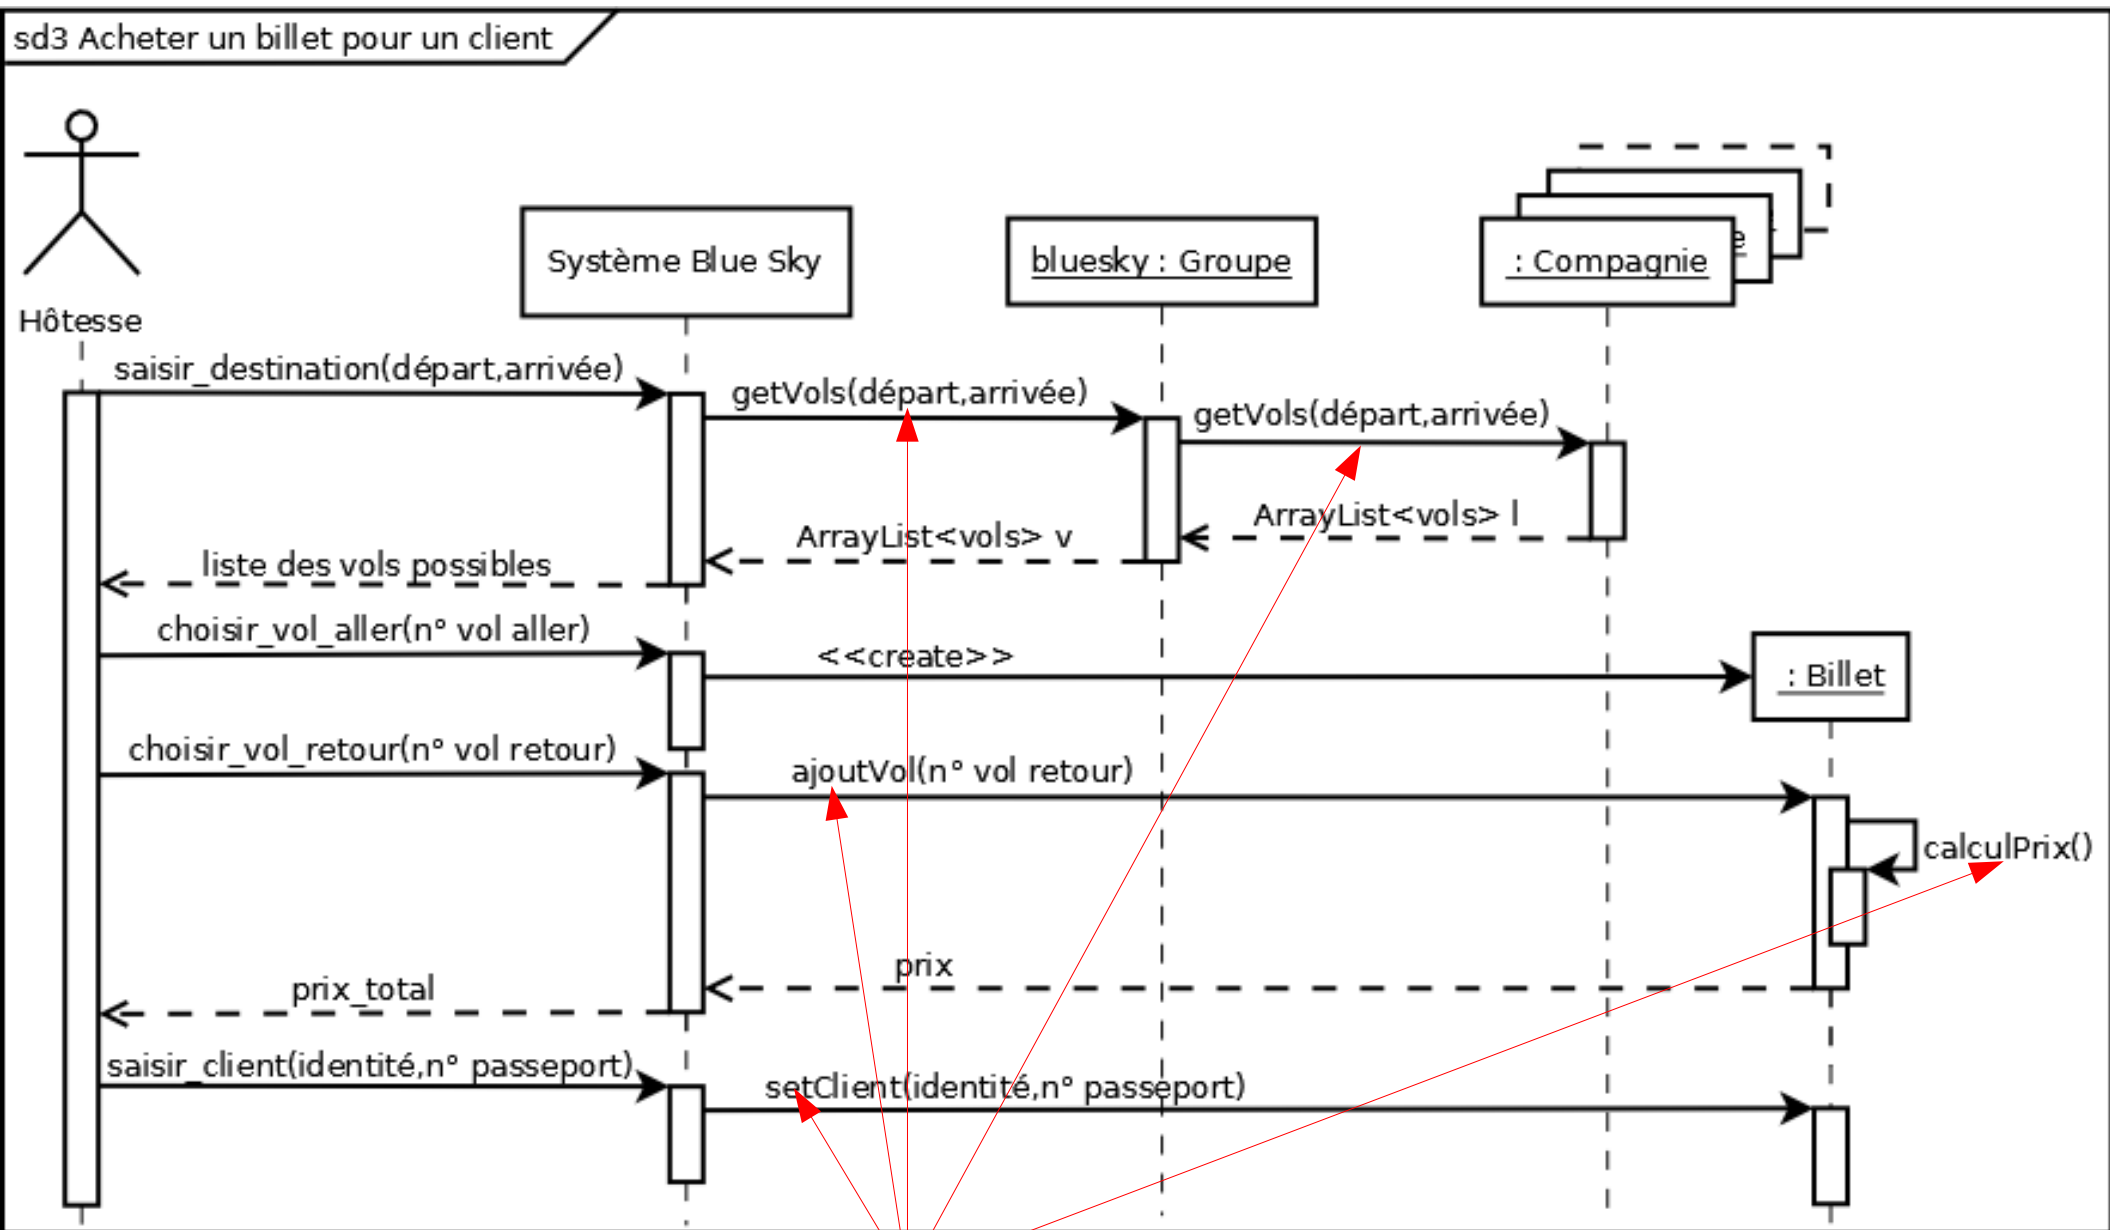 sd3 Acheter un billet pour un client
Système Blue Sky
bluesky : Groupe
: Compagnie
e
Hôtesse
saisir_destination(départ,arrivée)
getVols(départ,arrivée)
getVols(départ,arrivée)
ArrayList<vols> l
ArrayList<vols> v
liste des vols possibles
choisir_vol_aller(n° vol aller)
<<create>>
: Billet
choisir_vol_retour(n° vol retour)
ajoutVol(n° vol retour)
calculPrix()
prix
prix_total
saisir_client(identité,n° passeport)
setClient(identité,n° passeport)